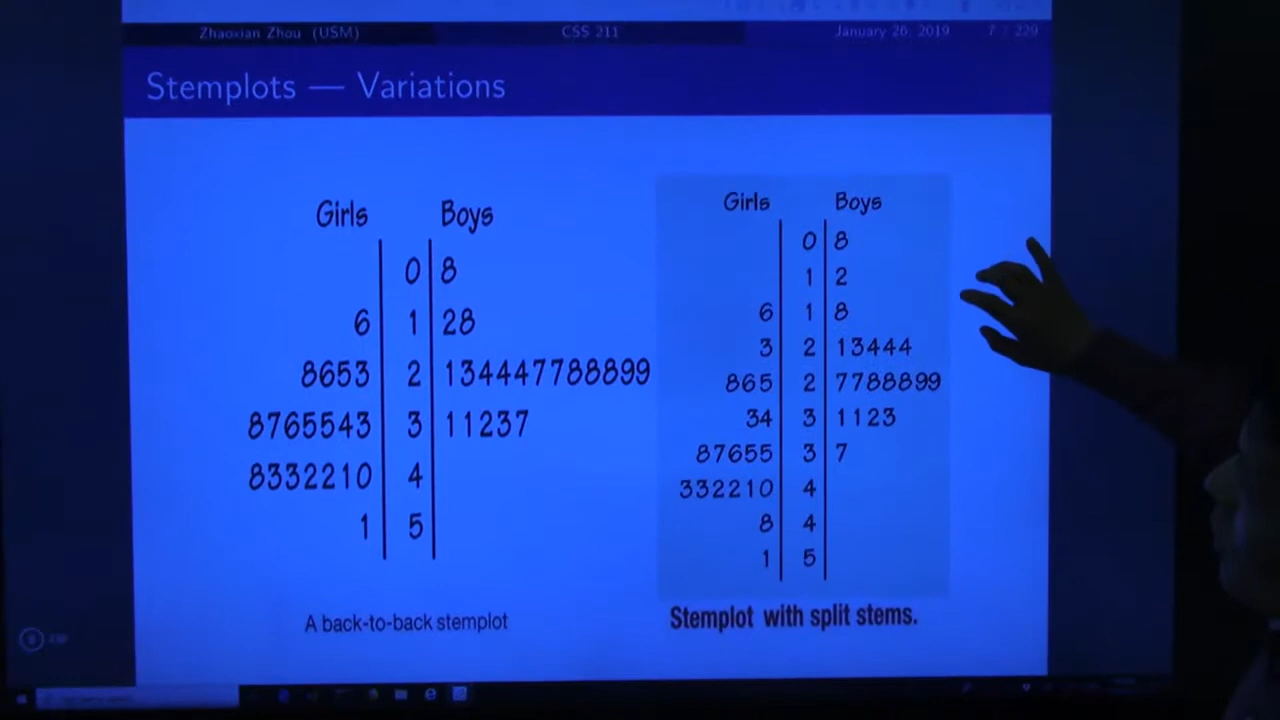 Zhaoxian Zhou (USM) CSS 211 January 26, 2019 7 / 229
Stemplots — Variations
Girls Boys
0 8
6 1 28
8653 2 134447788899
8765543 3 11237
8332210 4
1 5
A back-to-back stemplot
Girls Boys
0 8
1 2
6 1 8
3 2 13444
865 2 7788899
34 3 1123
87655 3 7
332210 4
8 4
1 5
Stemplot with split stems.